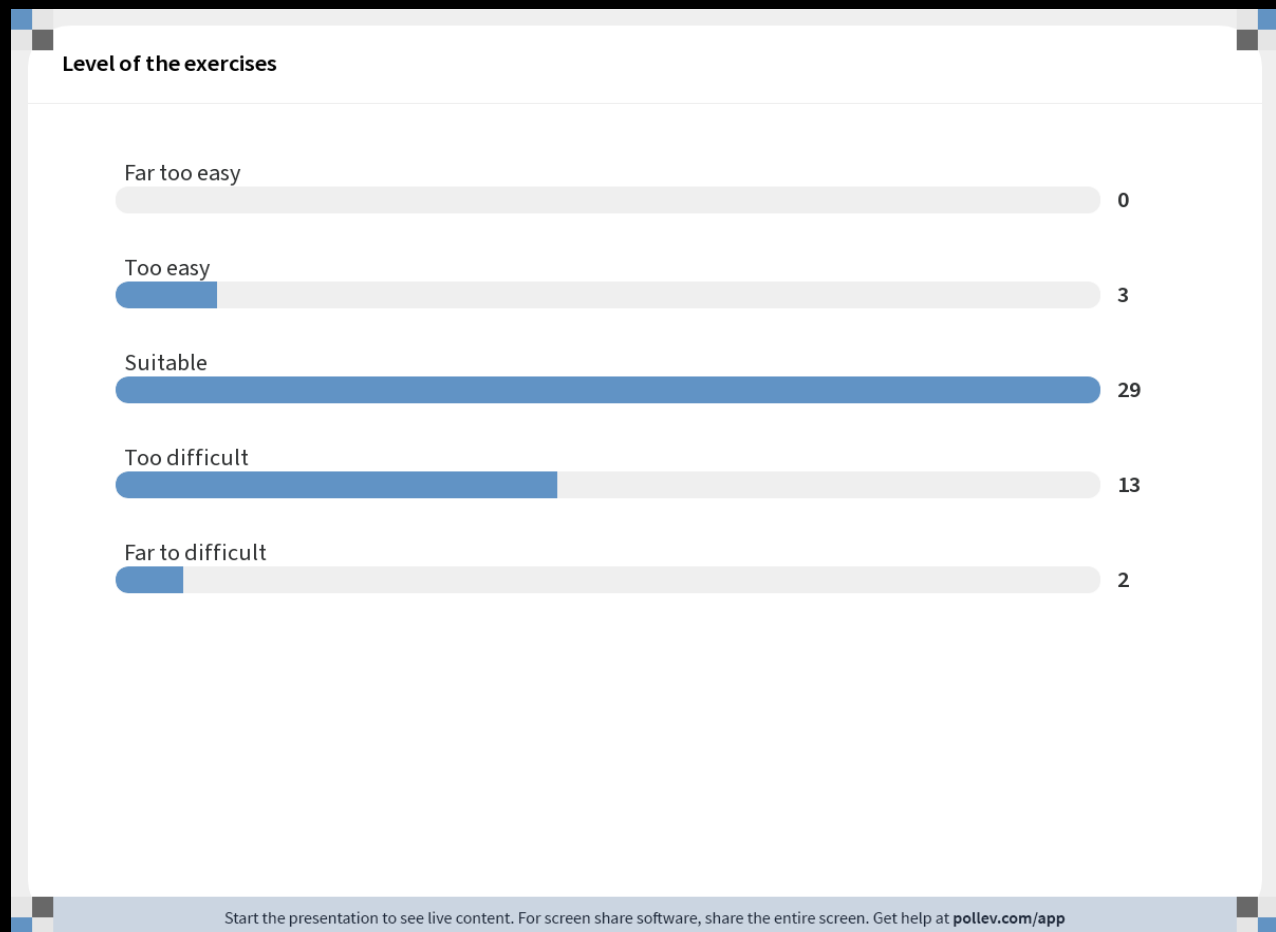 Level of the exercises
Far too easy
0
Too easy
3
Suitable
29
Too difficult
13
Far to difficult
2
Start the presentation to see live content. For screen share software, share the entire screen. Get help at pollev.com/app